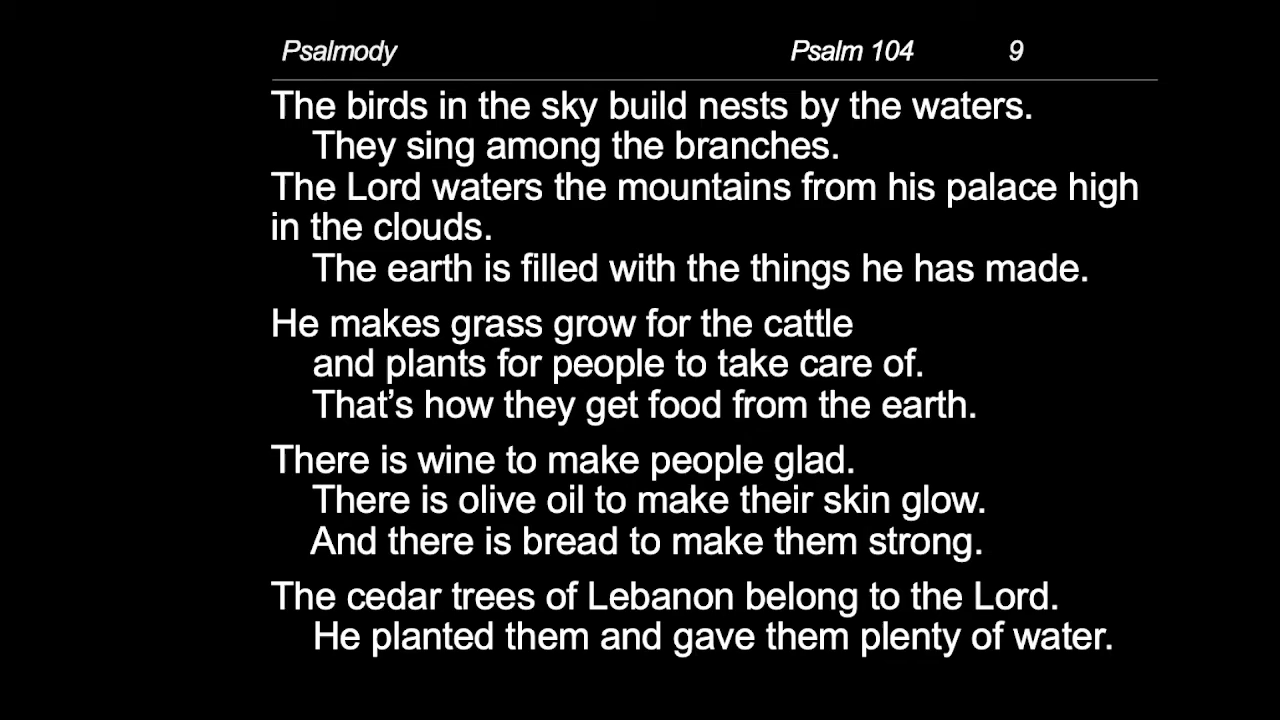 Psalmody Psalm 104 9
The birds in the sky build nests by the waters.
They sing among the branches.
The Lord waters the mountains from his palace high
in the clouds.
The earth is filled with the things he has made.
He makes grass grow for the cattle
and plants for people to take care of.
That’s how they get food from the earth.
There is wine to make people glad.
There is olive oil to make their skin glow.
And there is bread to make them strong.
The cedar trees of Lebanon belong to the Lord.
He planted them and gave them plenty of water.